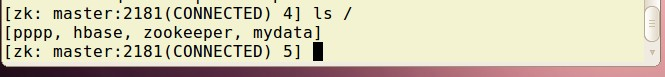 [zk: master:2181(CONNECTED) 4] ls /
[pppp, hbase, zookeeper, mydata]
[zk: master:2181(CONNECTED) 5]